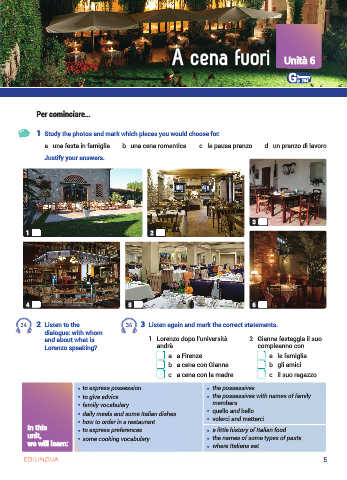 A cena fuori
Unità 6
Per cominciare...
1 Study the photos and mark which places you would choose for:
a una festa in famiglia b una cena romantica c la pausa pranzo d un pranzo di lavoro
Justify your answers.
1
2
3
4
5
6
2 Listen to the
dialogue: with whom
and about what is
Lorenzo speaking?
3 Listen again and mark the correct statements.
1 Lorenzo dopo l'università
andrà
a a Firenze
b a cena con Gianna
c a cena con la madre
2 Gianna festeggia il suo
compleanno con
a la famiglia
b gli amici
c il suo ragazzo
In this
unit,
we will learn:
• to express possession
• to give advice
• family vocabulary
• daily meals and some Italian dishes
• how to order in a restaurant
• to express preferences
• some cooking vocabulary
• the possessives
• the possessives with names of family
members
• quello and bello
• volerci and metterci
• a little history of Italian food
• the names of some types of pasta
• where Italians eat
EDILINGUA
5